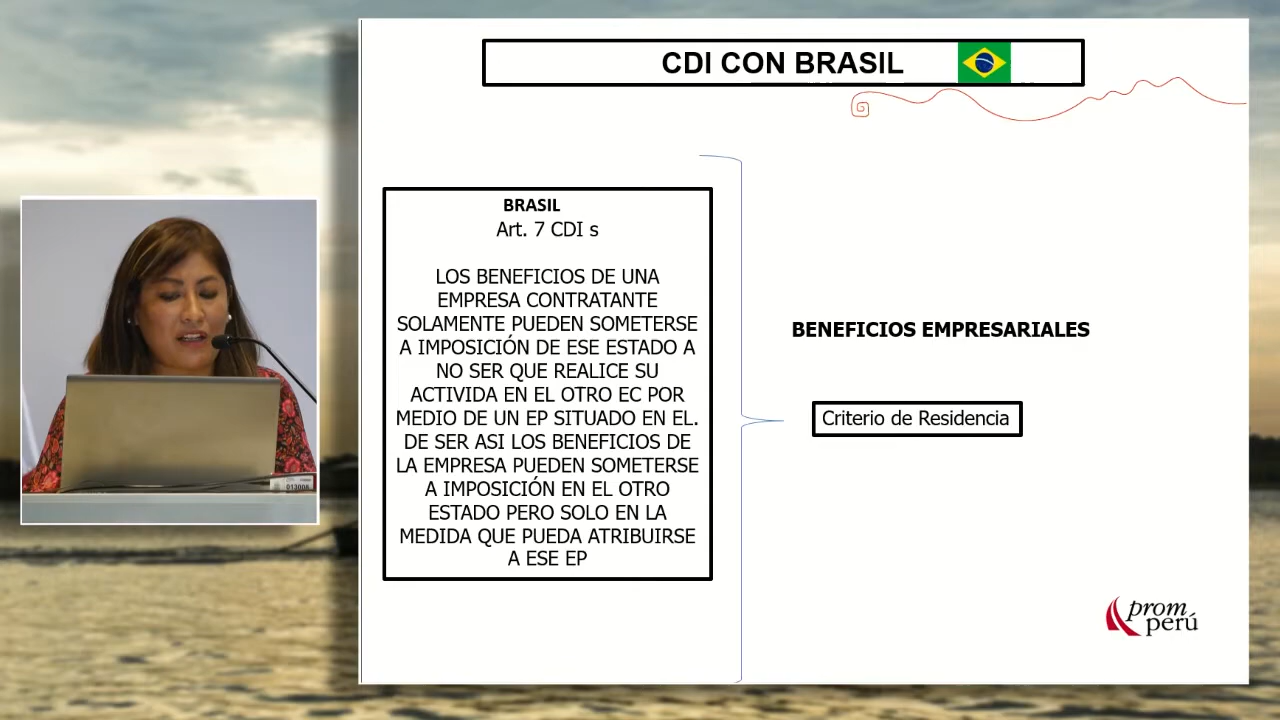 CDI CON BRASIL
BRASIL
Art. 7 CDI s
LOS BENEFICIOS DE UNA
EMPRESA CONTRATANTE
SOLAMENTE PUEDEN SOMETERSE
A IMPOSICIÓN DE ESE ESTADO A
NO SER QUE REALICE SU
ACTIVIDA EN EL OTRO EC POR
MEDIO DE UN EP SITUADO EN EL.
DE SER ASI LOS BENEFICIOS DE
LA EMPRESA PUEDEN SOMETERSE
A IMPOSICIÓN EN EL OTRO
ESTADO PERO SOLO EN LA
MEDIDA QUE PUEDA ATRIBUIRSE
A ESE EP
BENEFICIOS EMPRESARIALES
Criterio de Residencia
prom
perú